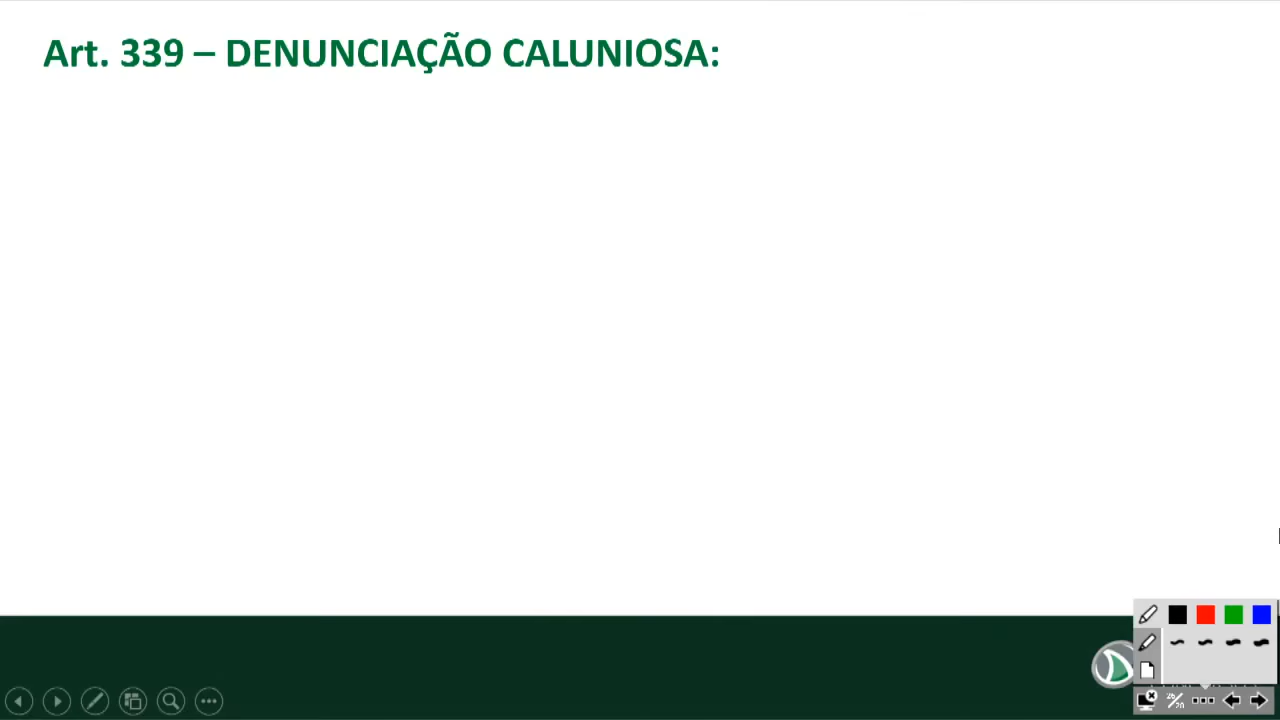 Art. 339 – DENUNCIAÇÃO CALUNIOSA: